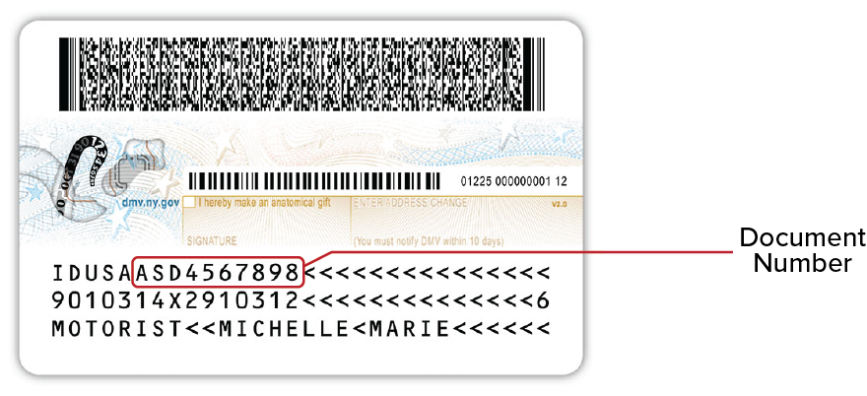 01225 000000001 12
dmv.ny.gov
I hereby make an anatomical gift
ENTER ADDRESS CHANGE
v2.0
SIGNATURE
(You must notify DMV within 10 days)
IDUSAASD4567898<<<<<<<<<<<<<<<
9010314X2910312<<<<<<<<<<<<<<6
MOTORIST<<MICHELLE<MARIE<<<<<<
Document
Number